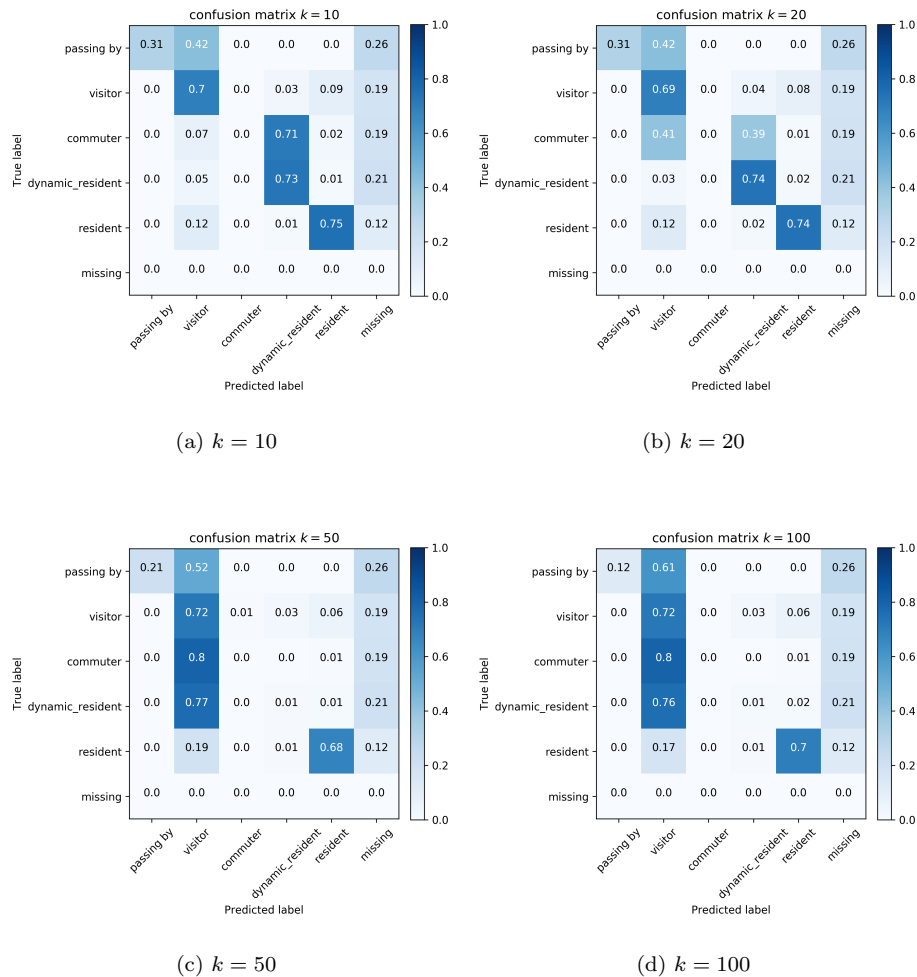 confusion matrix k = 10
passing by 0.31 0.42 0.0 0.0 0.0 0.26
visitor 0.0 0.7 0.0 0.03 0.09 0.19
commuter 0.0 0.07 0.0 0.71 0.02 0.19
dynamic_resident 0.0 0.05 0.0 0.73 0.01 0.21
resident 0.0 0.12 0.0 0.01 0.75 0.12
missing 0.0 0.0 0.0 0.0 0.0 0.0
True label
passing by visitor commuter dynamic_resident resident missing
Predicted label
1.0
0.8
0.6
0.4
0.2
0.0
(a) k = 10
confusion matrix k = 20
passing by 0.31 0.42 0.0 0.0 0.0 0.26
visitor 0.0 0.69 0.0 0.04 0.08 0.19
commuter 0.0 0.41 0.0 0.39 0.01 0.19
dynamic_resident 0.0 0.03 0.0 0.74 0.02 0.21
resident 0.0 0.12 0.0 0.02 0.74 0.12
missing 0.0 0.0 0.0 0.0 0.0 0.0
True label
passing by visitor commuter dynamic_resident resident missing
Predicted label
1.0
0.8
0.6
0.4
0.2
0.0
(b) k = 20
confusion matrix k = 50
passing by 0.21 0.52 0.0 0.0 0.0 0.26
visitor 0.0 0.72 0.01 0.03 0.06 0.19
commuter 0.0 0.8 0.0 0.0 0.01 0.19
dynamic_resident 0.0 0.77 0.0 0.01 0.01 0.21
resident 0.0 0.19 0.0 0.01 0.68 0.12
missing 0.0 0.0 0.0 0.0 0.0 0.0
True label
passing by visitor commuter dynamic_resident resident missing
Predicted label
1.0
0.8
0.6
0.4
0.2
0.0
(c) k = 50
confusion matrix k = 100
passing by 0.12 0.61 0.0 0.0 0.0 0.26
visitor 0.0 0.72 0.0 0.03 0.06 0.19
commuter 0.0 0.8 0.0 0.0 0.01 0.19
dynamic_resident 0.0 0.76 0.0 0.01 0.02 0.21
resident 0.0 0.17 0.0 0.01 0.7 0.12
missing 0.0 0.0 0.0 0.0 0.0 0.0
True label
passing by visitor commuter dynamic_resident resident missing
Predicted label
1.0
0.8
0.6
0.4
0.2
0.0
(d) k = 100